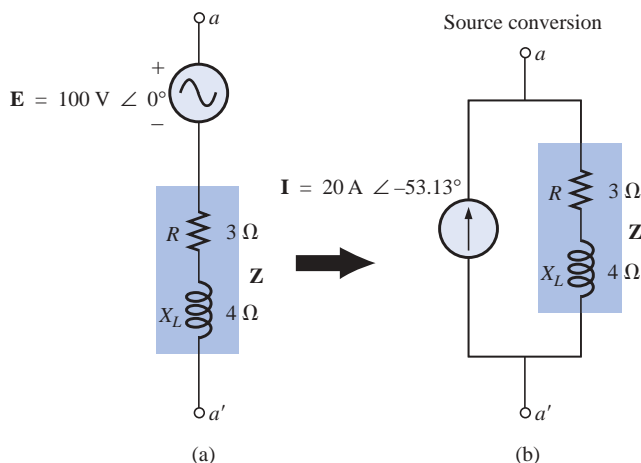 Source conversion
a
+
E = 100 V ∠ 0°
–
R
3 Ω
Z
X_L
4 Ω
a'
(a)
a
I = 20 A ∠ –53.13°
R
3 Ω
Z
X_L
4 Ω
a'
(b)